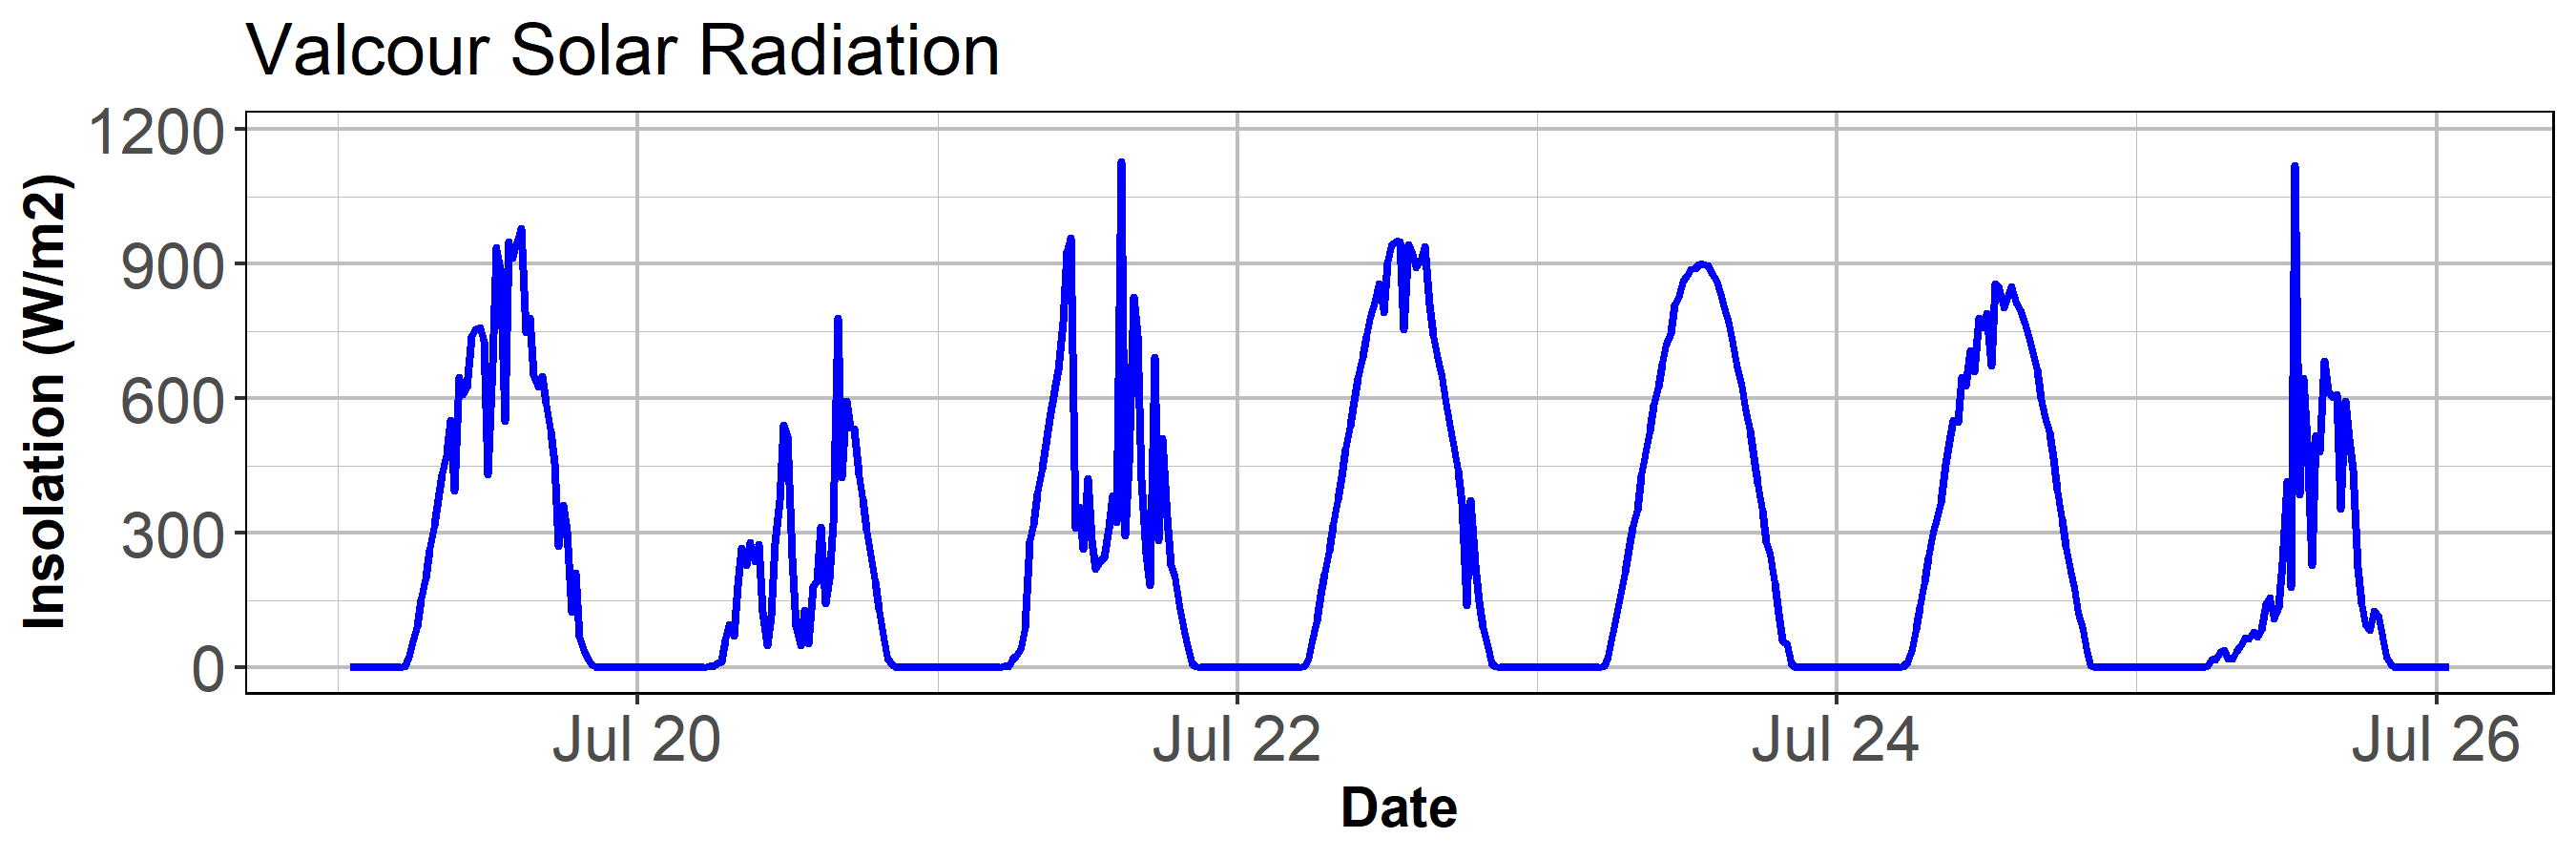 Valcour Solar Radiation
Insolation (W/m2)
1200
900
600
300
0
Jul 20
Jul 22
Jul 24
Jul 26
Date